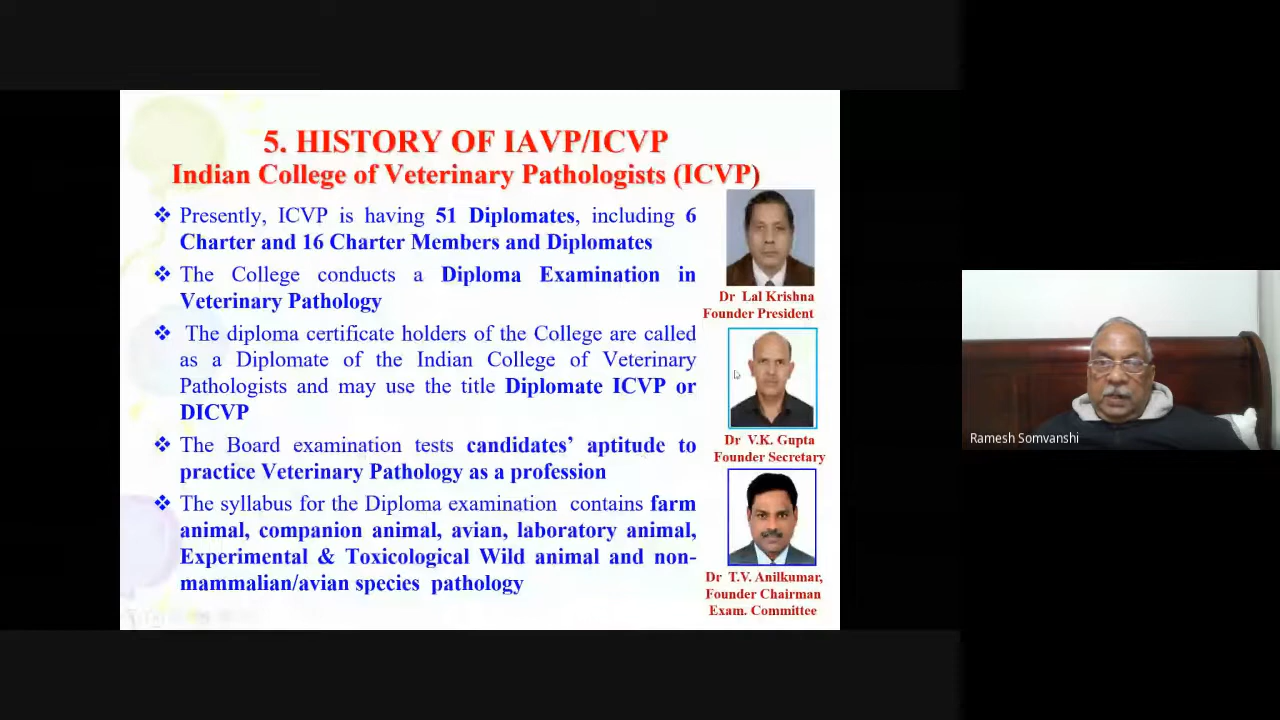 5. HISTORY OF IAVP/ICVP
Indian College of Veterinary Pathologists (ICVP)
❖ Presently, ICVP is having 51 Diplomates, including 6
Charter and 16 Charter Members and Diplomates
❖ The College conducts a Diploma Examination in
Veterinary Pathology
❖ The diploma certificate holders of the College are called
as a Diplomate of the Indian College of Veterinary
Pathologists and may use the title Diplomate ICVP or
DICVP
❖ The Board examination tests candidates’ aptitude to
practice Veterinary Pathology as a profession
❖ The syllabus for the Diploma examination contains farm
animal, companion animal, avian, laboratory animal,
Experimental & Toxicological Wild animal and non-
mammalian/avian species pathology
Dr Lal Krishna
Founder President
Dr V.K. Gupta
Founder Secretary
Dr T.V. Anilkumar,
Founder Chairman
Exam. Committee
Ramesh Somvanshi